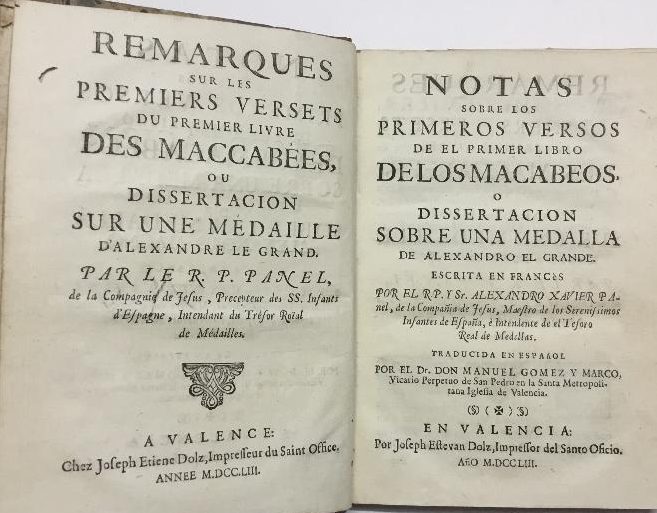 REMARQUES
SUR LES
PREMIERS VERSETS
DU PREMIER LIVRE
DES MACCABÉES,
OU
DISSERTACION
SUR UNE MÉDAILLE
D'ALEXANDRE LE GRAND.
PAR LE R. P. PANEL,
de la Compagnie de Jesus, Precepteur des SS. Infants
d'Espagne, Intendant du Trésor Roïal
de Médailles.
A VALENCE:
Chez Joseph Etiene Dolz, Impresseur du Saint Office.
ANNEE M.DCC.LIII.
NOTAS
SOBRE LOS
PRIMEROS VERSOS
DE EL PRIMER LIBRO
DE LOS MACABEOS.
O
DISSERTACION
SOBRE UNA MEDALLA
DE ALEXANDRO EL GRANDE.
ESCRITA EN FRANCÈS
POR EL R.P. Y Sr. ALEXANDRO XAVIER PA-
nel, de la Compañia de Jesus, Maestro de los Serenissimos
Infantes de España, è Intendente de el Tesoro
Real de Medallas.
TRADUCIDA EN ESPAÑOL
POR EL Dr. DON MANUEL GOMEZ Y MARCO,
Vicario Perpetuo de San Pedro en la Santa Metropoli-
tana Iglesia de Valencia.
(§) (✠) (§)
EN VALENCIA:
Por Joseph Estevan Dolz, Impressor del Santo Oficio.
Año M.DCCLIII.